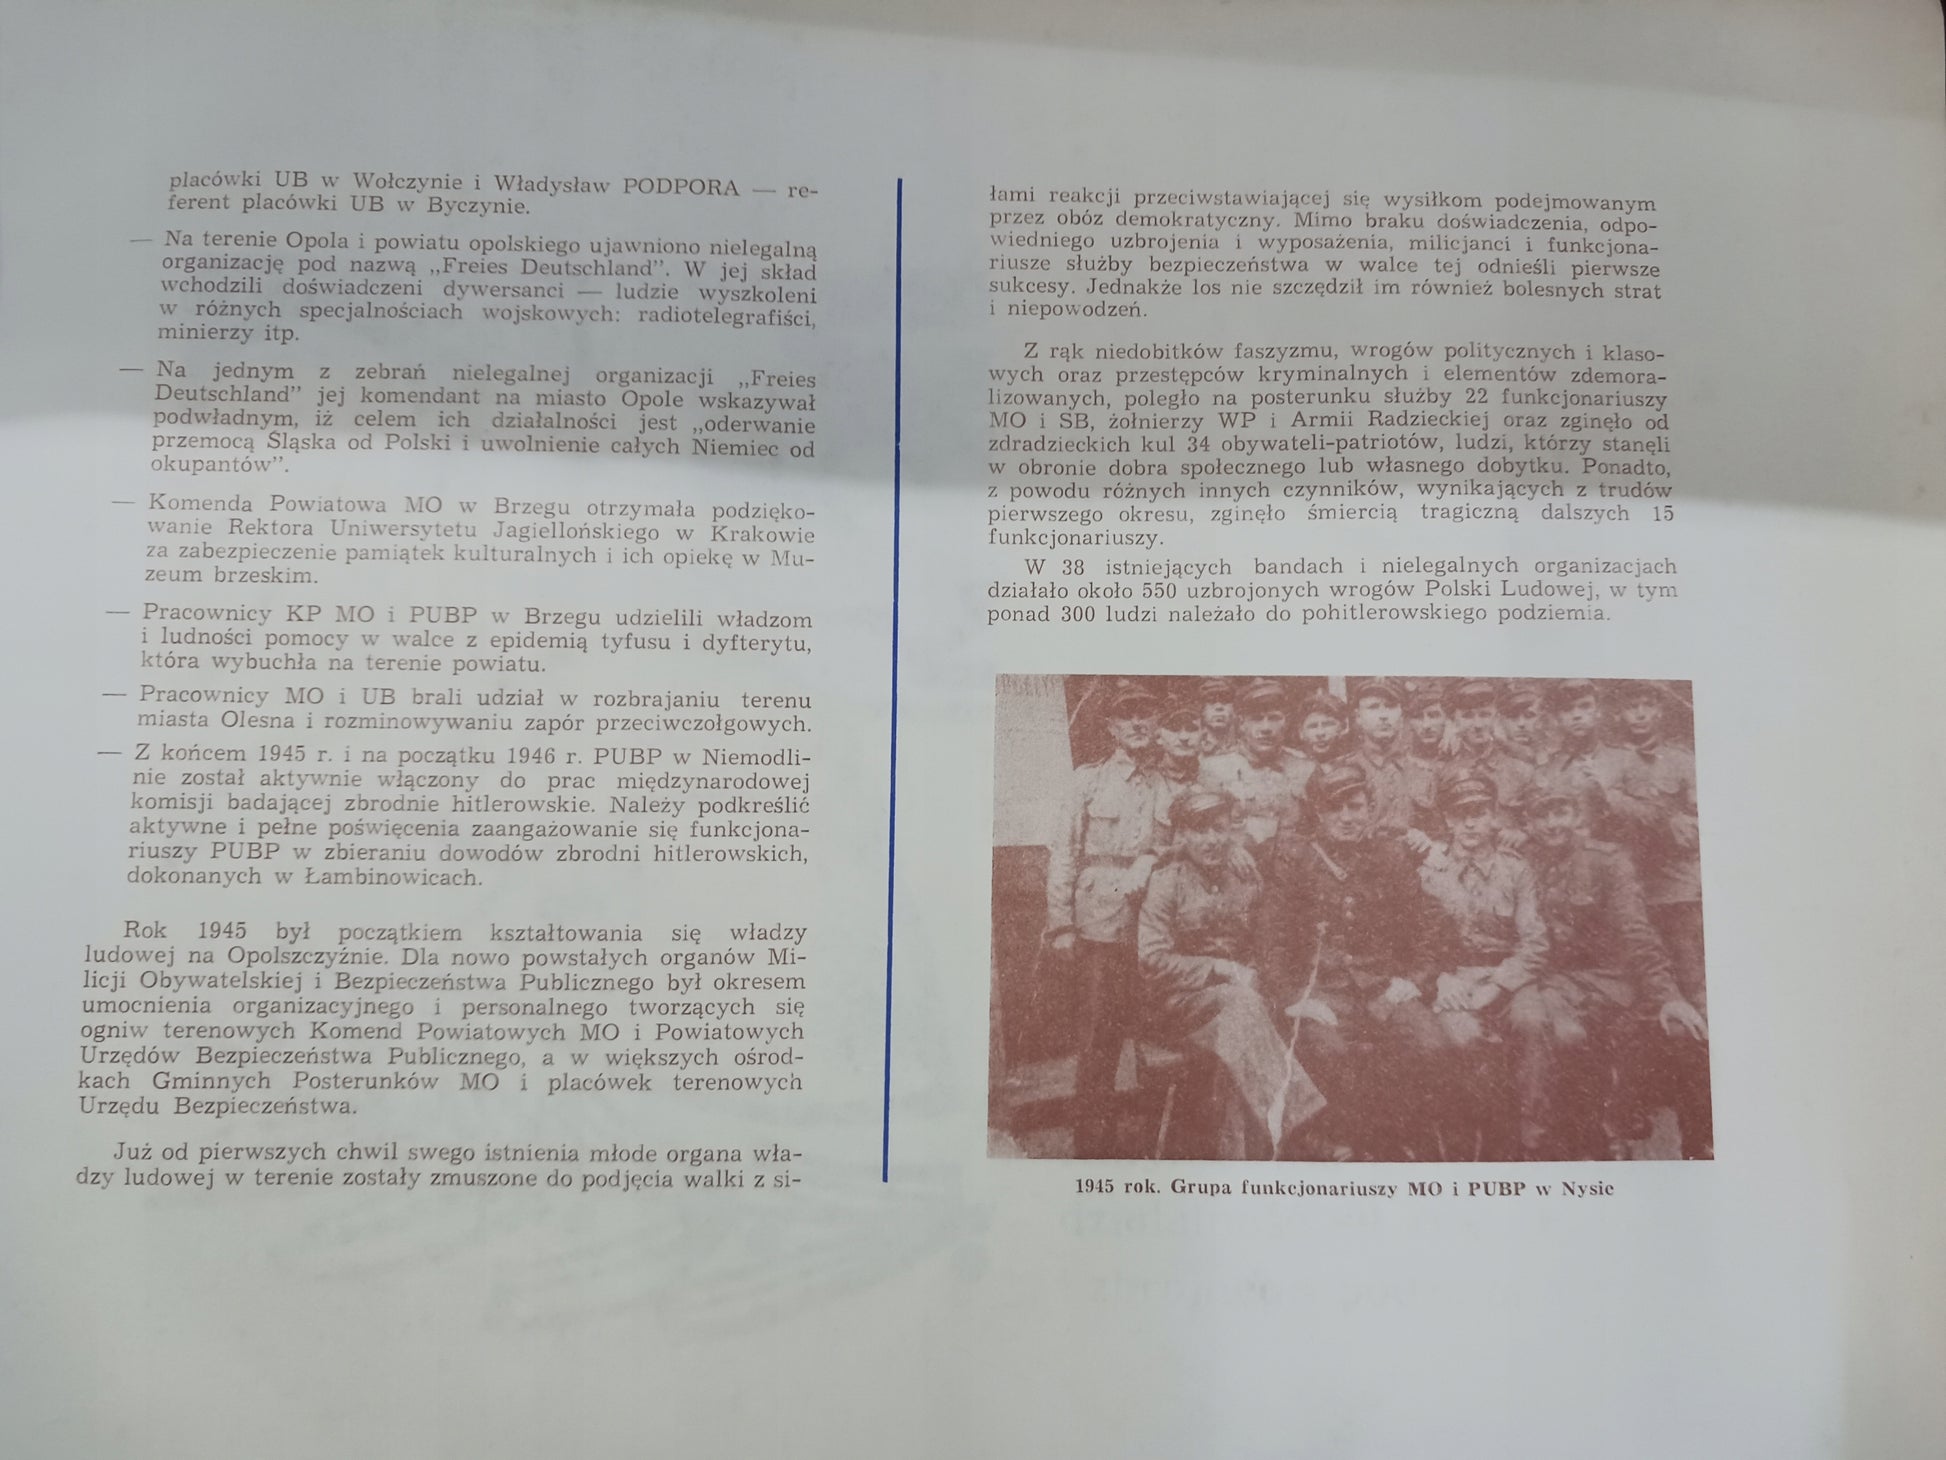 placówki UB w Wołczynie i Władysław PODPORA — re-
ferent placówki UB w Byczynie.
— Na terenie Opola i powiatu opolskiego ujawniono nielegalną
organizację pod nazwą „Freies Deutschland”. W jej skład
wchodzili doświadczeni dywersanci — ludzie wyszkoleni
w różnych specjalnościach wojskowych: radiotelegrafiści,
minierzy itp.
— Na jednym z zebrań nielegalnej organizacji „Freies
Deutschland” jej komendant na miasto Opole wskazywał
podwładnym, iż celem ich działalności jest „oderwanie
przemocą Śląska od Polski i uwolnienie całych Niemiec od
okupantów”.
— Komenda Powiatowa MO w Brzegu otrzymała podzięko-
wanie Rektora Uniwersytetu Jagiellońskiego w Krakowie
za zabezpieczenie pamiątek kulturalnych i ich opiekę w Mu-
zeum brzeskim.
— Pracownicy KP MO i PUBP w Brzegu udzielili władzom
i ludności pomocy w walce z epidemią tyfusu i dyfterytu,
która wybuchła na terenie powiatu.
— Pracownicy MO i UB brali udział w rozbrajaniu terenu
miasta Olesna i rozminowywaniu zapór przeciwczołgowych.
— Z końcem 1945 r. i na początku 1946 r. PUBP w Niemodli-
nie został aktywnie włączony do prac międzynarodowej
komisji badającej zbrodnie hitlerowskie. Należy podkreślić
aktywne i pełne poświęcenia zaangażowanie się funkcjona-
riuszy PUBP w zbieraniu dowodów zbrodni hitlerowskich,
dokonanych w Łambinowicach.
Rok 1945 był początkiem kształtowania się władzy
ludowej na Opolszczyźnie. Dla nowo powstałych organów Mi-
licji Obywatelskiej i Bezpieczeństwa Publicznego był okresem
umocnienia organizacyjnego i personalnego tworzących się
ogniw terenowych Komend Powiatowych MO i Powiatowych
Urzędów Bezpieczeństwa Publicznego, a w większych ośrod-
kach Gminnych Posterunków MO i placówek terenowych
Urzędu Bezpieczeństwa.
Już od pierwszych chwil swego istnienia młode organa wła-
dzy ludowej w terenie zostały zmuszone do podjęcia walki z si-
łami reakcji przeciwstawiającej się wysiłkom podejmowanym
przez obóz demokratyczny. Mimo braku doświadczenia, odpo-
wiedniego uzbrojenia i wyposażenia, milicjanci i funkcjona-
riusze służby bezpieczeństwa w walce tej odnieśli pierwsze
sukcesy. Jednakże los nie szczędził im również bolesnych strat
i niepowodzeń.
Z rąk niedobitków faszyzmu, wrogów politycznych i klaso-
wych oraz przestępców kryminalnych i elementów zdemora-
lizowanych, poległo na posterunku służby 22 funkcjonariuszy
MO i SB, żołnierzy WP i Armii Radzieckiej oraz zginęło od
zdradzieckich kul 34 obywateli-patriotów, ludzi, którzy stanęli
w obronie dobra społecznego lub własnego dobytku. Ponadto,
z powodu różnych innych czynników, wynikających z trudów
pierwszego okresu, zginęło śmiercią tragiczną dalszych 15
funkcjonariuszy.
W 38 istniejących bandach i nielegalnych organizacjach
działało około 550 uzbrojonych wrogów Polski Ludowej, w tym
ponad 300 ludzi należało do pohitlerowskiego podziemia.
1945 rok. Grupa funkcjonariuszy MO i PUBP w Nysie